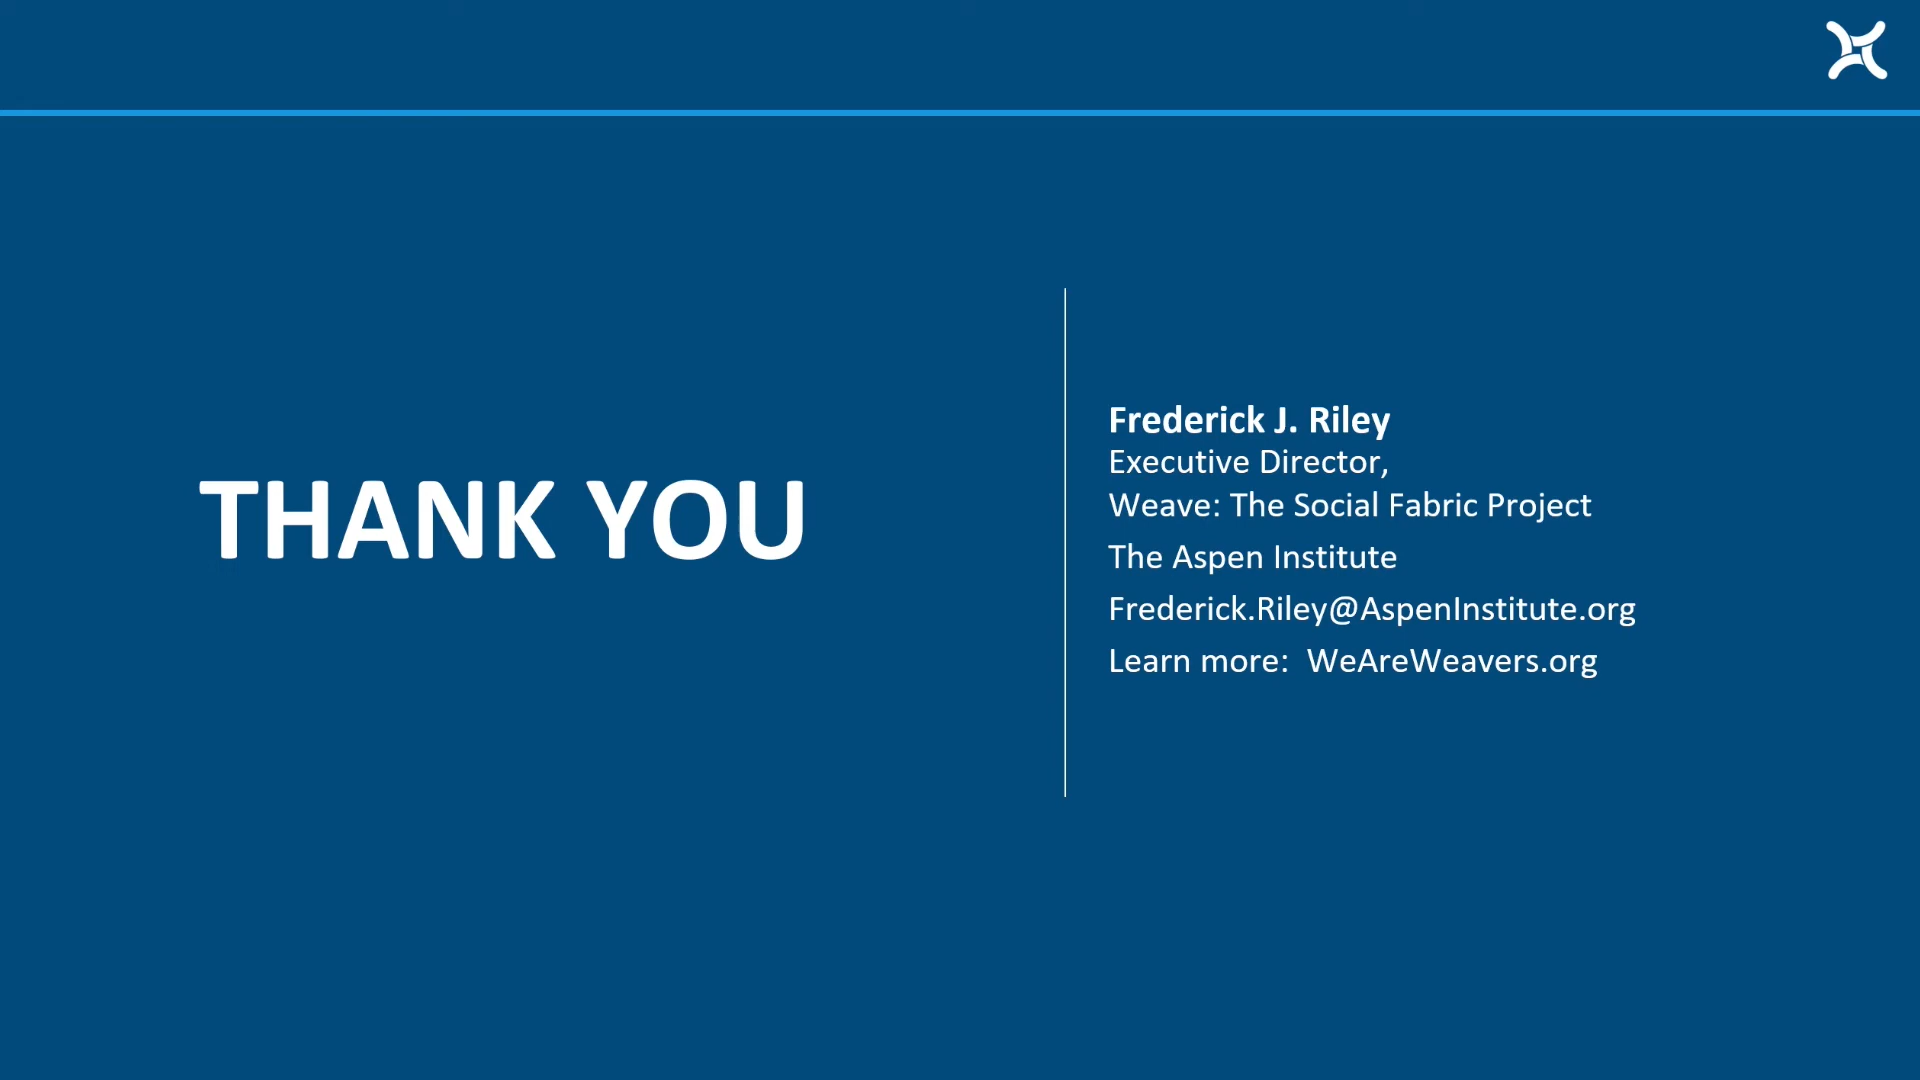 THANK YOU
Frederick J. Riley
Executive Director,
Weave: The Social Fabric Project
The Aspen Institute
Frederick.Riley@AspenInstitute.org
Learn more:  WeAreWeavers.org